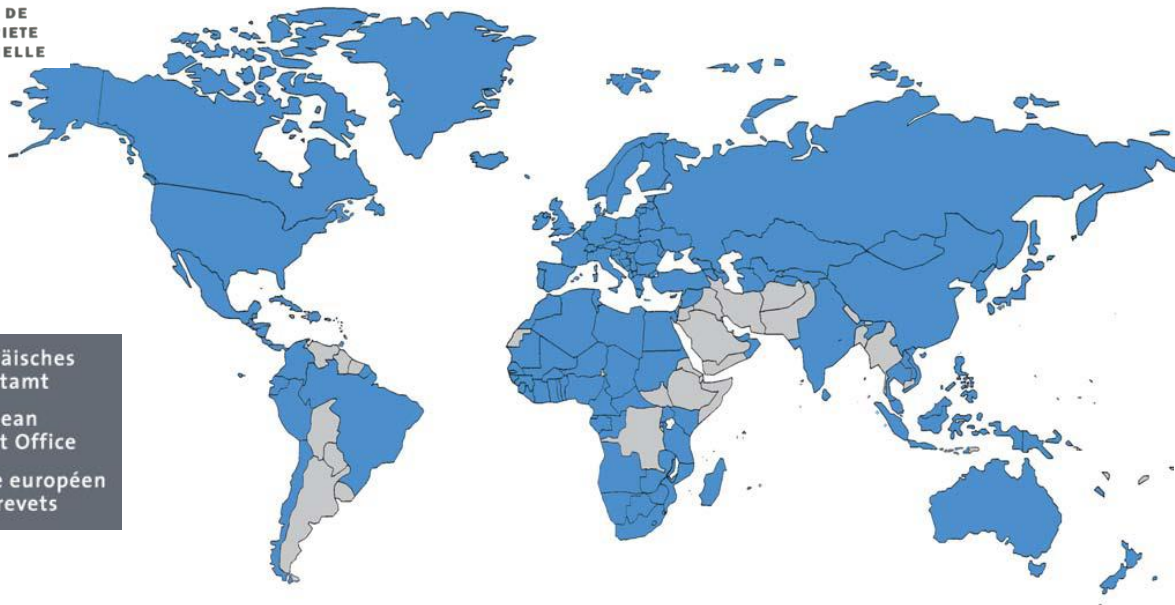 DE
IETE
ELLE
äisches
tamt
ean
t Office
e européen
revets